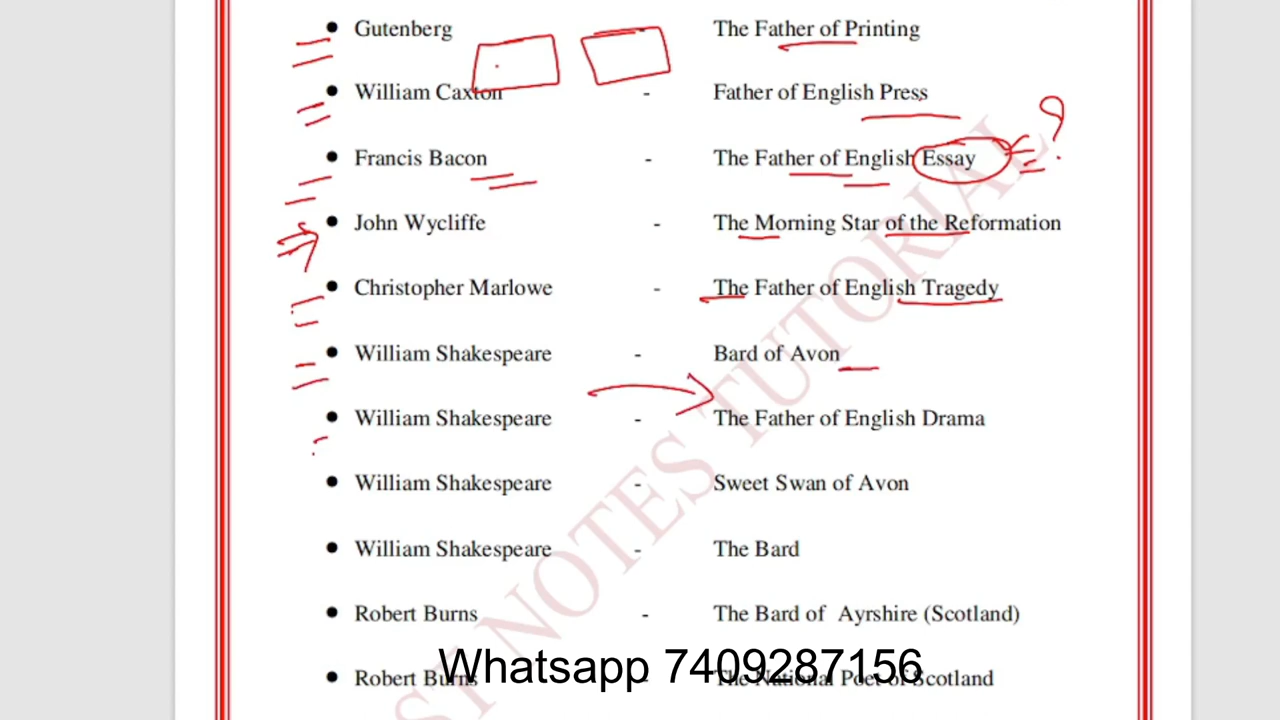 • Gutenberg The Father of Printing
• William Caxton - Father of English Press
• Francis Bacon - The Father of English Essay ?
• John Wycliffe - The Morning Star of the Reformation
• Christopher Marlowe - The Father of English Tragedy
• William Shakespeare - Bard of Avon
• William Shakespeare - The Father of English Drama
• William Shakespeare - Sweet Swan of Avon
• William Shakespeare - The Bard
• Robert Burns - The Bard of Ayrshire (Scotland)
• Robert Burns - The National Poet of Scotland
Whatsapp 7409287156
NOTES TUTORIAL